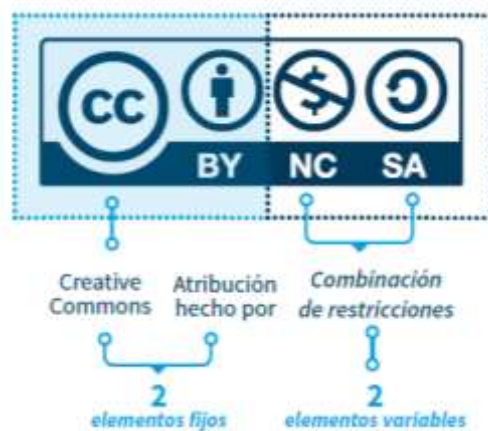 CC
BY NC SA
Creative Commons
Atribución hecho por
Combinación de restricciones
2
elementos fijos
2
elementos variables